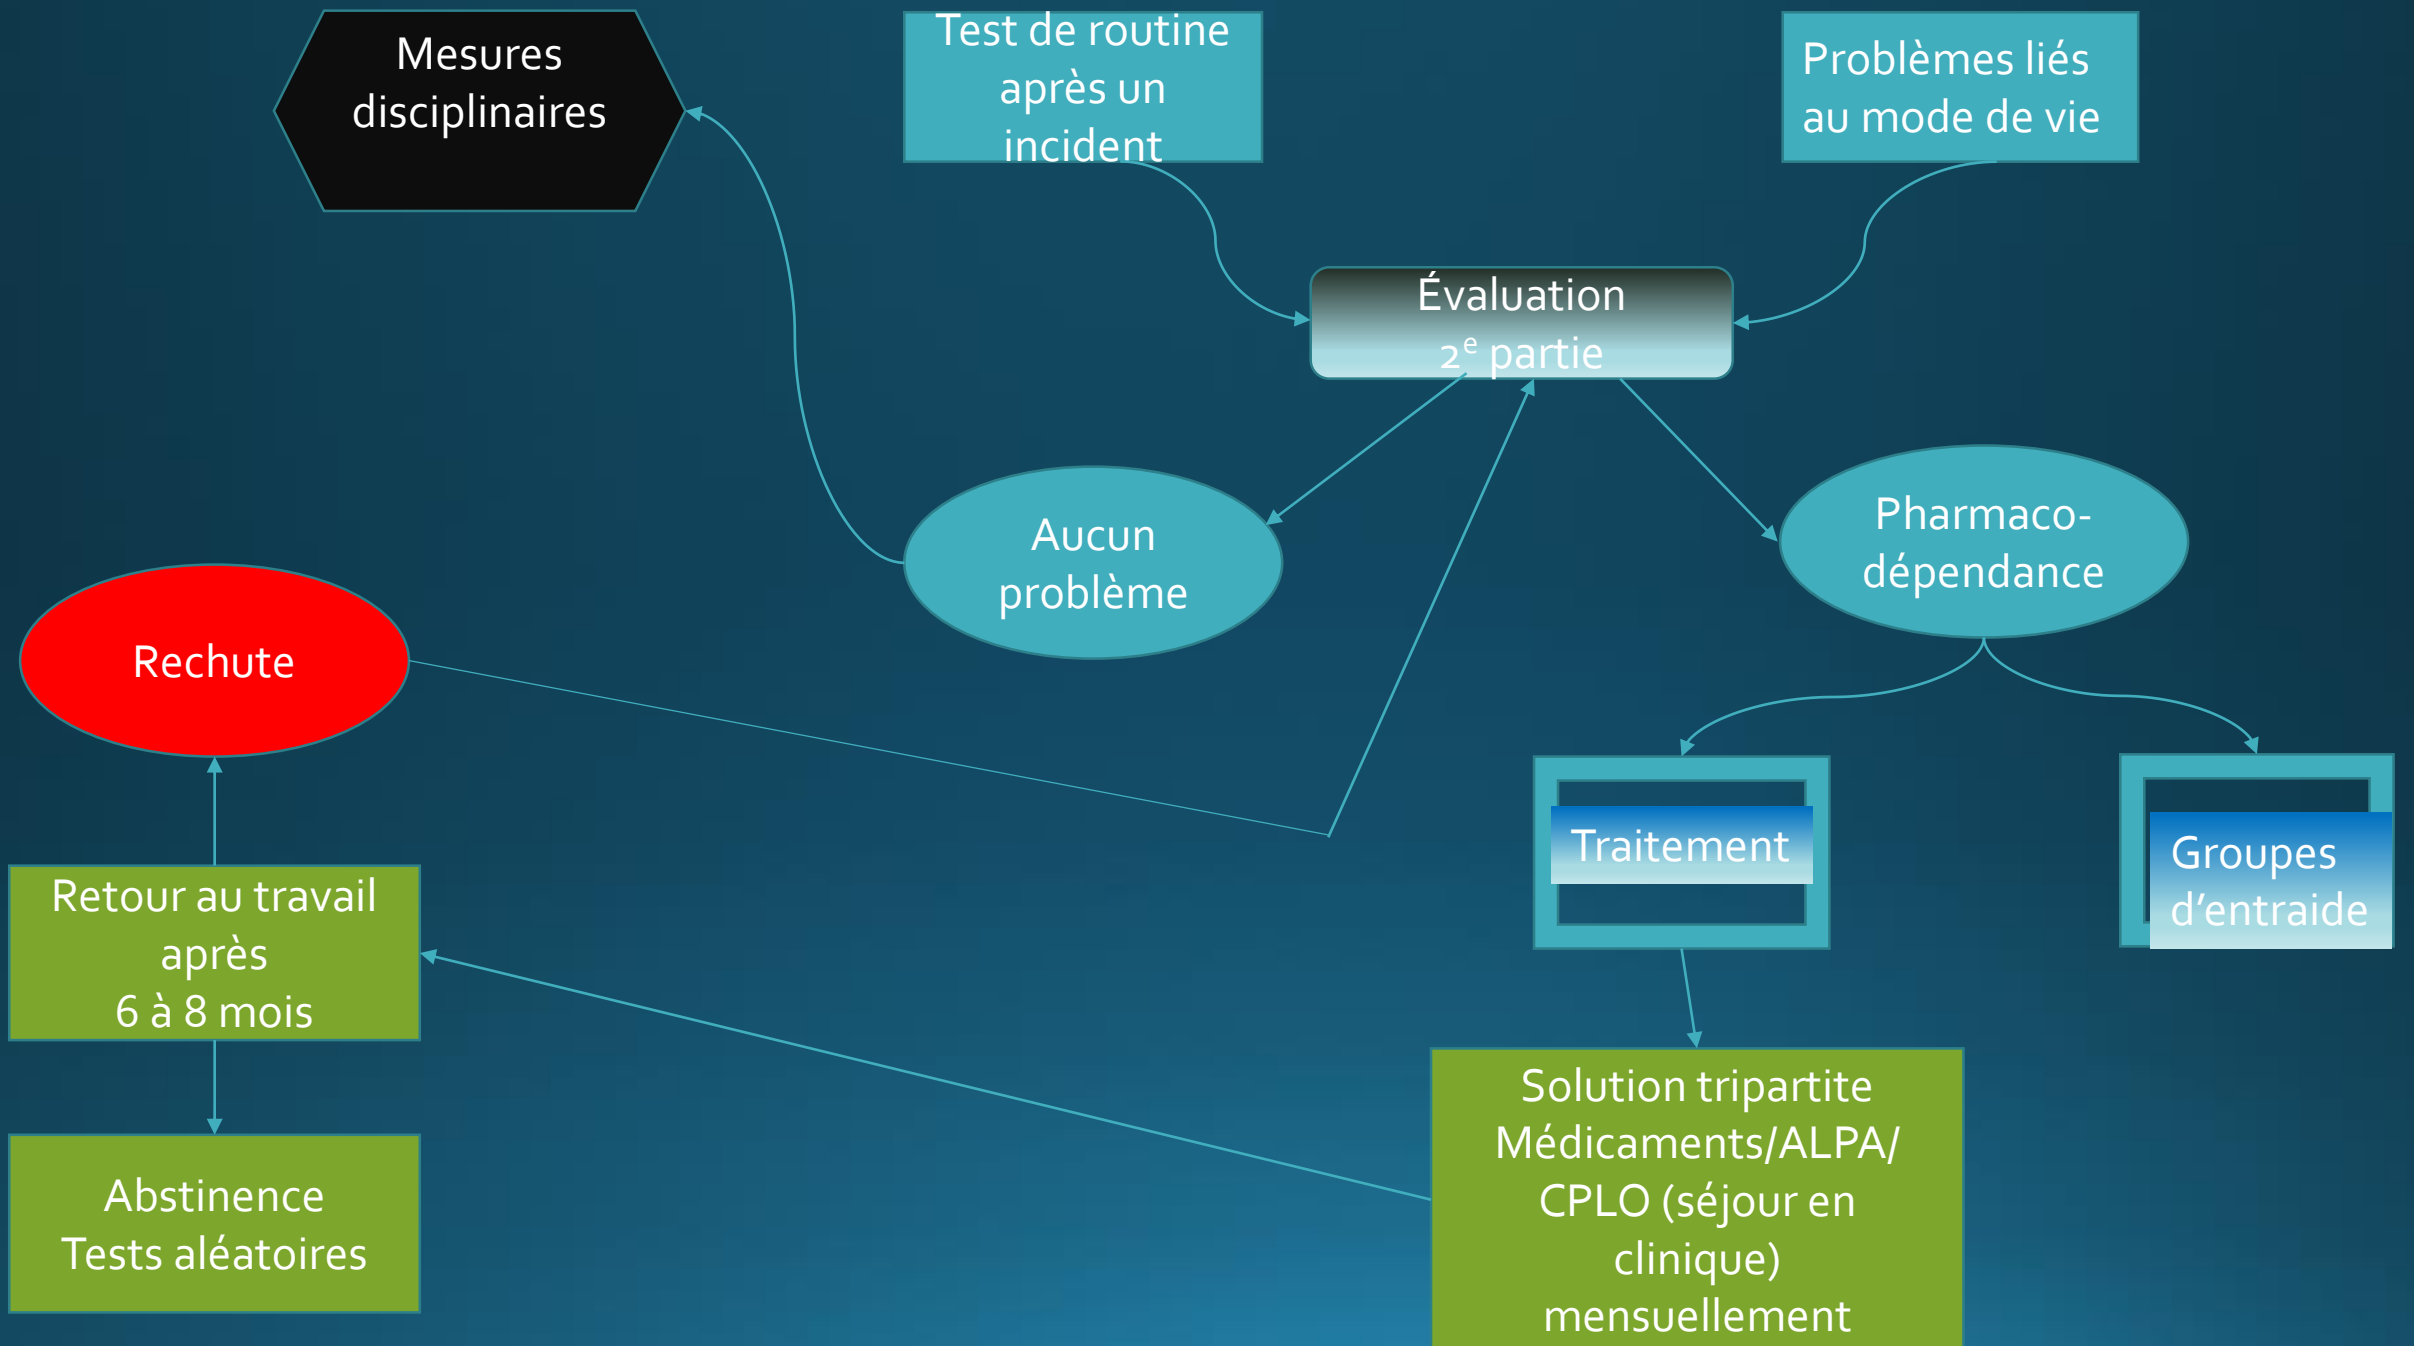 Mesures
disciplinaires
Test de routine
après un
incident
Problèmes liés
au mode de vie
Évaluation
2e partie
Aucun
problème
Pharmaco-
dépendance
Rechute
Traitement
Groupes
d’entraide
Retour au travail
après
6 à 8 mois
Abstinence
Tests aléatoires
Solution tripartite
Médicaments/ALPA/
CPLO (séjour en
clinique)
mensuellement